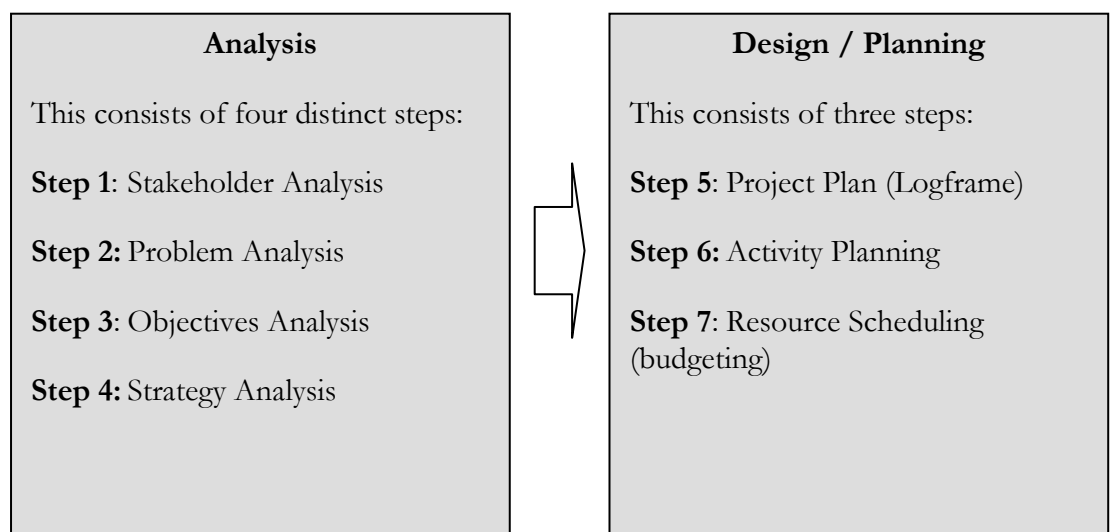 Analysis
This consists of four distinct steps:
Step 1: Stakeholder Analysis
Step 2: Problem Analysis
Step 3: Objectives Analysis
Step 4: Strategy Analysis
Design / Planning
This consists of three steps:
Step 5: Project Plan (Logframe)
Step 6: Activity Planning
Step 7: Resource Scheduling
(budgeting)